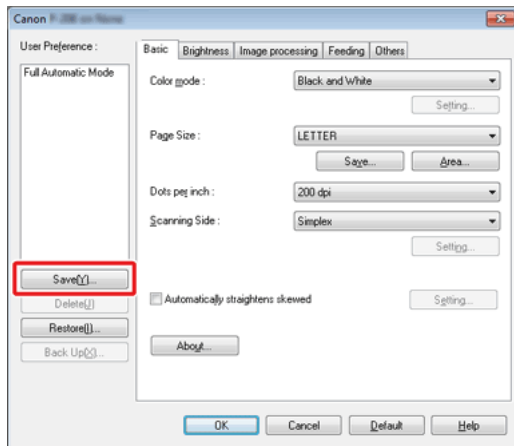 Canon
User Preference :
Full Automatic Mode
Save(Y)...
Delete(J)
Restore(I)...
Back Up(X)...
Basic
Brightness
Image processing
Feeding
Others
Color mode :
Black and White
Setting...
Page Size :
LETTER
Save...
Area...
Dots per inch :
200 dpi
Scanning Side :
Simplex
Setting...
Automatically straightens skewed
Setting...
About...
OK
Cancel
Default
Help